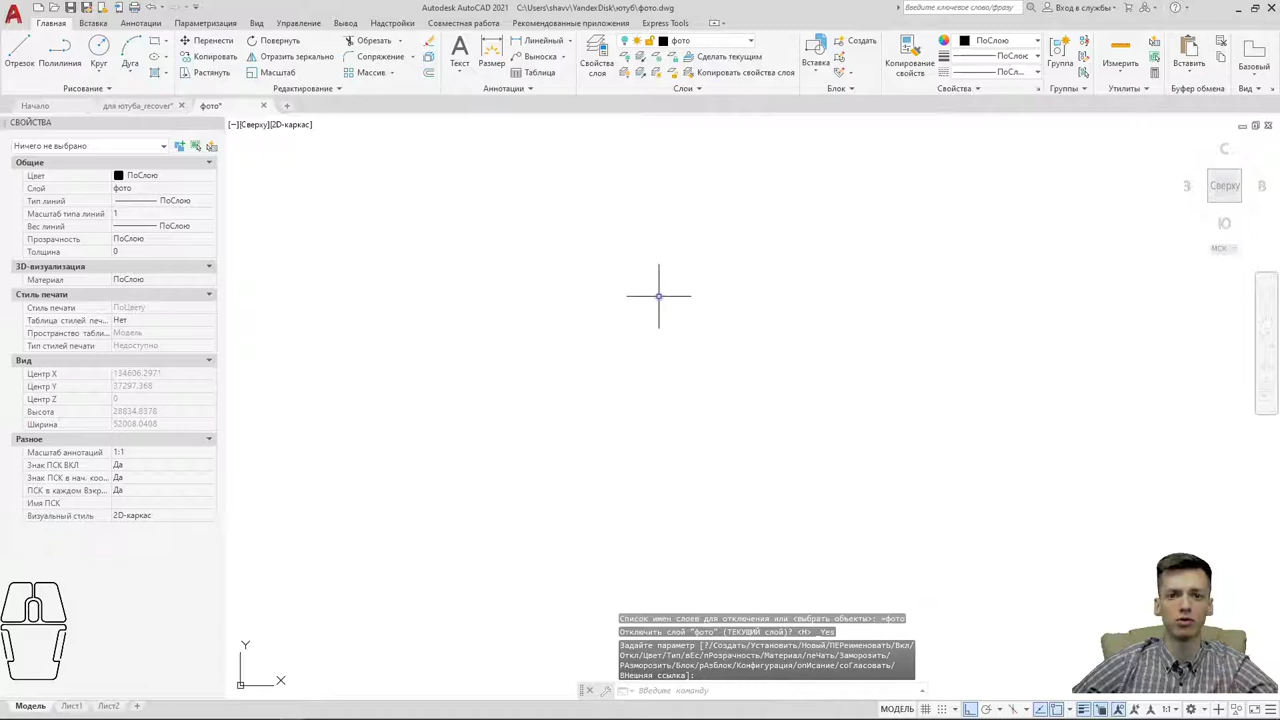 Autodesk AutoCAD 2021 C:\Users\shavv\YandexDisk\ютуб\фото.dwg
Введите ключевое слово/фразу
Вход в службы
Главная Вставка Аннотации Параметризация Вид Управление Вывод Надстройки Совместная работа Рекомендованные приложения Express Tools
Отрезок Полилиния Круг Дуга
Перенести Повернуть Обрезать
Копировать Отразить зеркально Сопряжение
Растянуть Масштаб Массив
Текст Размер
Линейный
Выноска
Таблица
Свойства слоя
фото
Сделать текущим
Копировать свойства слоя
Вставка
Создать
Копирование свойств
ПоСлою
ПоСлою
ПоСл...
Группа
Измерить
Вставить
Базовый
Рисование Редактирование Аннотации Слои Блок Свойства Группы Утилиты Буфер обмена Вид
Начало для ютуба_recover* фото*
СВОЙСТВА
[−][Сверху][2D-каркас]
Ничего не выбрано
Общие
Цвет ПоСлою
Слой фото
Тип линий ПоСлою
Масштаб типа линий 1
Вес линий ПоСлою
Прозрачность ПоСлою
Толщина 0
3D-визуализация
Материал ПоСлою
Стиль печати
Стиль печати ПоЦвету
Таблица стилей печ... Нет
Пространство табли... Модель
Тип стилей печати Недоступно
Вид
Центр X 134606.2971
Центр Y 37297.368
Центр Z 0
Высота 28834.8378
Ширина 52008.0408
Разное
Масштаб аннотаций 1:1
Знак ПСК ВКЛ Да
Знак ПСК в нач. коо... Да
ПСК в каждом Вэкр... Да
Имя ПСК
Визуальный стиль 2D-каркас
С
З Сверху В
Ю
МСК
Y
X
Список имен слоев для отключения или <выбрать объекты>: =фото
Отключить слой "фото" (ТЕКУЩИЙ слой)? <Н> _Yes
Задайте параметр [?/Создать/Установить/Новый/ПЕРеименоватЬ/Вкл/
Откл/Цвет/Тип/вЕс/пРозрачность/Материал/пеЧать/Заморозить/
РАзморозить/Блок/рАзблок/Конфигурация/опИсание/соГласовать/
ВНешняя ссылка]:
Введите команду
Модель Лист1 Лист2 +
МОДЕЛЬ
1:1